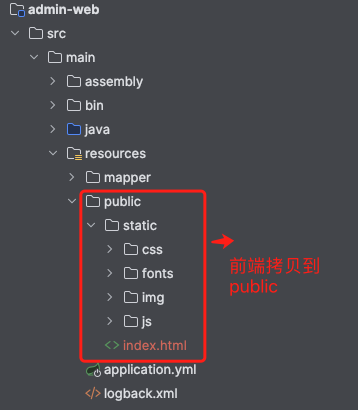 admin-web
src
main
assembly
bin
java
resources
mapper
public
static
css
fonts
img
js
index.html
application.yml
logback.xml
前端拷贝到
public